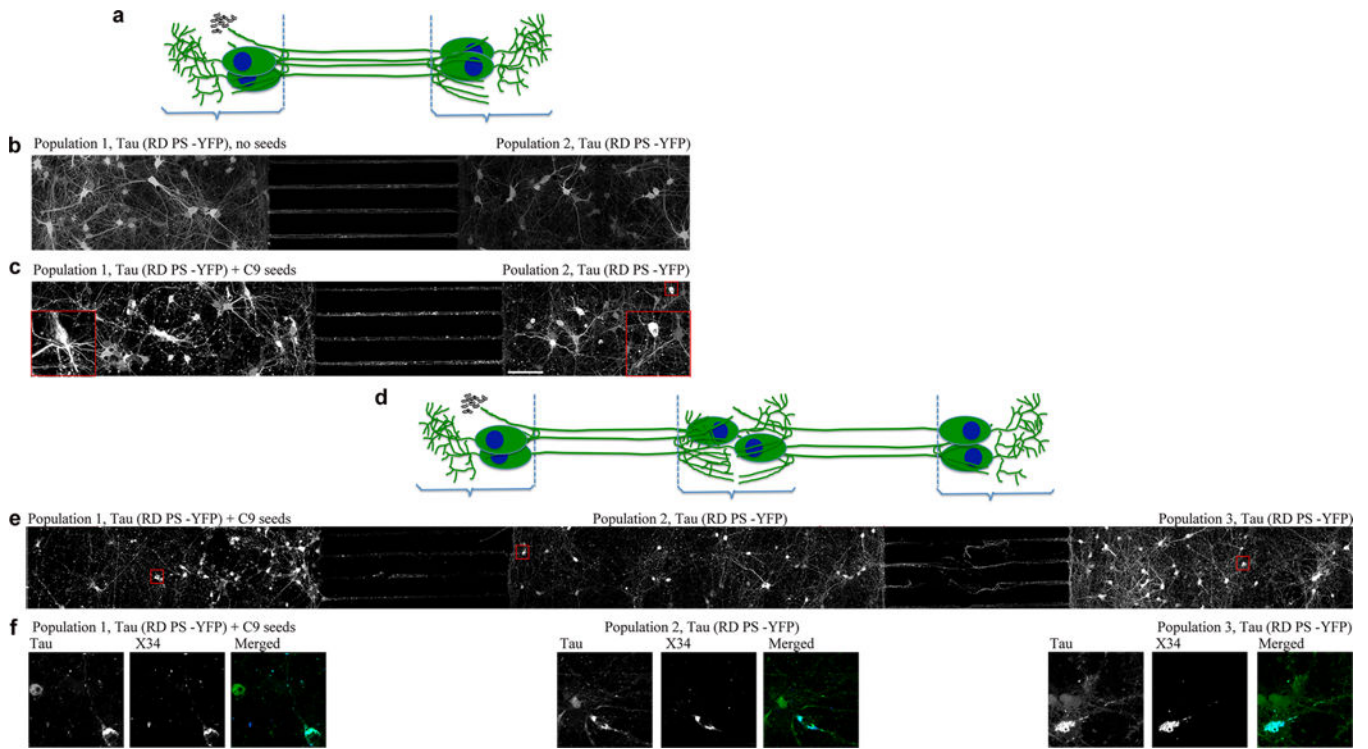 a
b
Population 1, Tau (RD PS -YFP), no seeds
Population 2, Tau (RD PS -YFP)
c
Population 1, Tau (RD PS -YFP) + C9 seeds
Poulation 2, Tau (RD PS -YFP)
d
e
Population 1, Tau (RD PS -YFP) + C9 seeds
Population 2, Tau (RD PS -YFP)
Population 3, Tau (RD PS -YFP)
f
Population 1, Tau (RD PS -YFP) + C9 seeds
Population 2, Tau (RD PS -YFP)
Population 3, Tau (RD PS -YFP)
Tau X34 Merged
Tau X34 Merged
Tau X34 Merged